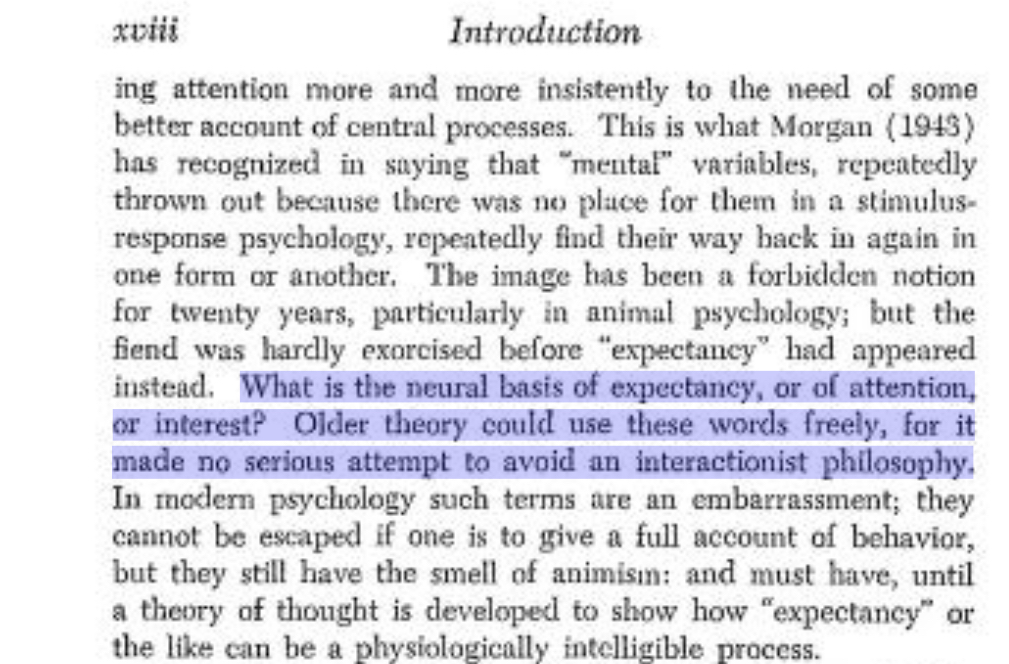 xviii Introduction
ing attention more and more insistently to the need of some
better account of central processes. This is what Morgan (1943)
has recognized in saying that "mental" variables, repeatedly
thrown out because there was no place for them in a stimulus-
response psychology, repeatedly find their way back in again in
one form or another. The image has been a forbidden notion
for twenty years, particularly in animal psychology; but the
fiend was hardly exorcised before "expectancy" had appeared
instead. What is the neural basis of expectancy, or of attention,
or interest? Older theory could use these words freely, for it
made no serious attempt to avoid an interactionist philosophy.
In modern psychology such terms are an embarrassment; they
cannot be escaped if one is to give a full account of behavior,
but they still have the smell of animism: and must have, until
a theory of thought is developed to show how "expectancy" or
the like can be a physiologically intelligible process.